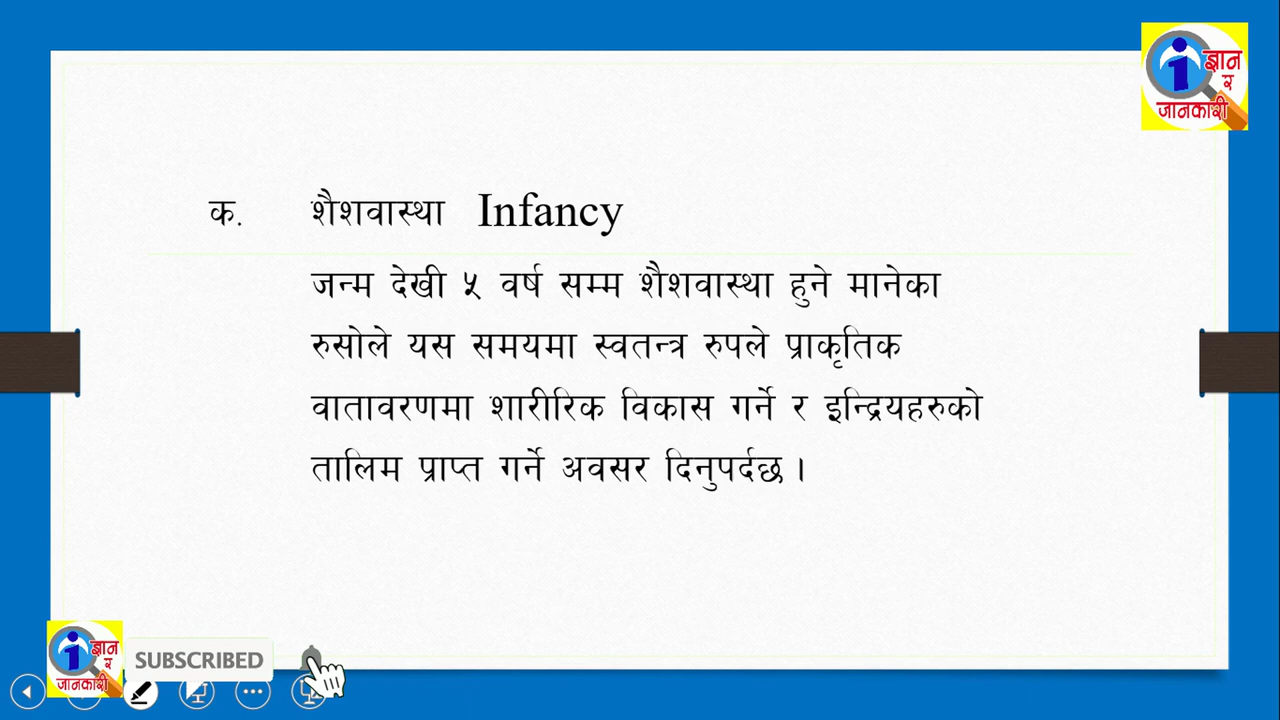 ज्ञान
र
जानकारी
क. शैशवास्था Infancy
जन्म देखी ५ वर्ष सम्म शैशवास्था हुने मानेका
रुसोले यस समयमा स्वतन्त्र रुपले प्राकृतिक
वातावरणमा शारीरिक विकास गर्ने र इन्द्रियहरुको
तालिम प्राप्त गर्ने अवसर दिनुपर्दछ ।
ज्ञान
र
जानकारी
SUBSCRIBED